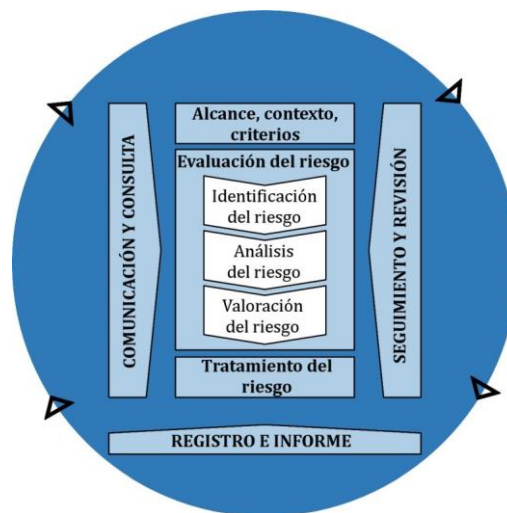 Alcance, contexto,
criterios
Evaluación del riesgo
Identificación
del riesgo
Análisis
del riesgo
Valoración
del riesgo
Tratamiento del
riesgo
COMUNICACIÓN Y CONSULTA
SEGUIMIENTO Y REVISIÓN
REGISTRO E INFORME